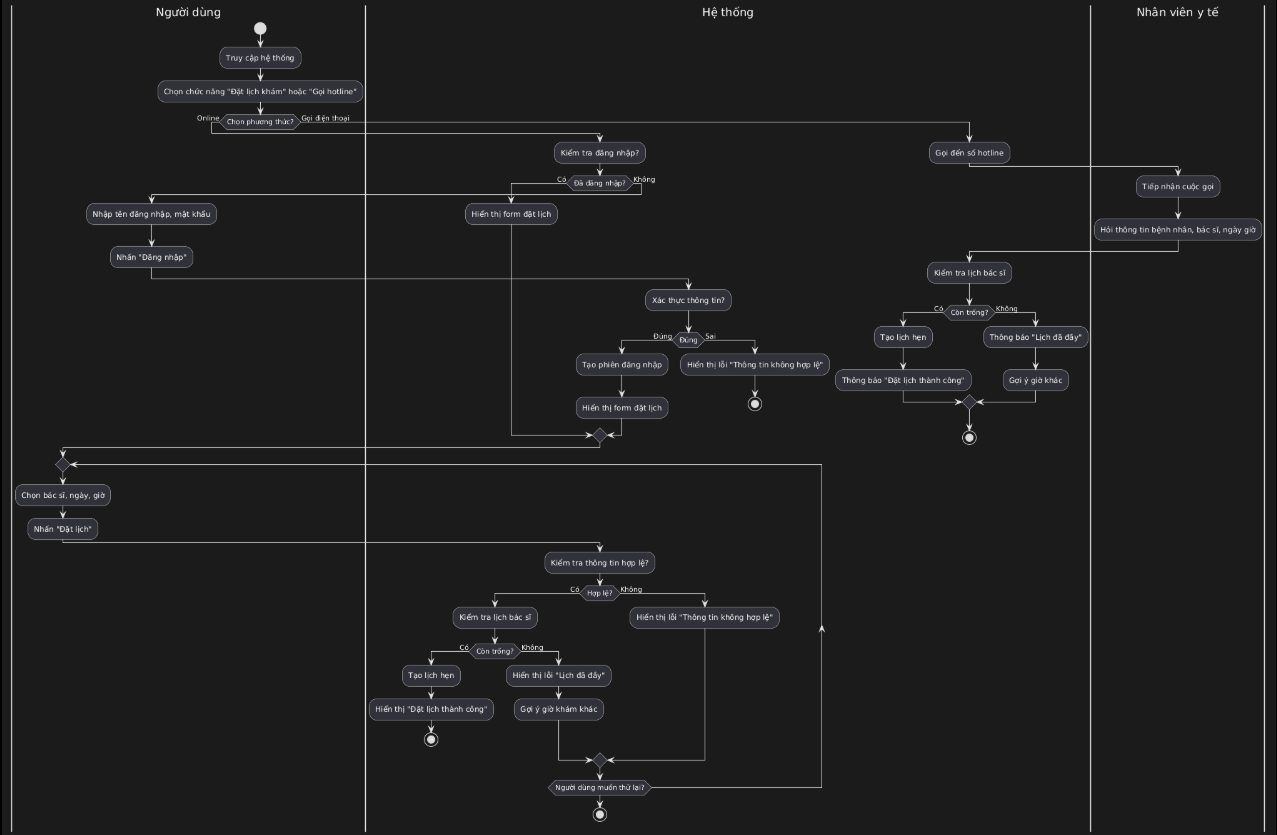 Người dùng
Hệ thống
Nhân viên y tế
Truy cập hệ thống
Chọn chức năng "Đặt lịch khám" hoặc "Gọi hotline"
Online
Chọn phương thức?
Gọi điện thoại
Kiểm tra đăng nhập?
Gọi đến số hotline
Có
Đã đăng nhập?
Không
Tiếp nhận cuộc gọi
Nhập tên đăng nhập, mật khẩu
Hiển thị form đặt lịch
Hỏi thông tin bệnh nhân, bác sĩ, ngày giờ
Nhấn "Đăng nhập"
Kiểm tra lịch bác sĩ
Xác thực thông tin?
Có
Còn trống?
Không
Đúng
Đúng
Sai
Tạo lịch hẹn
Thông báo "Lịch đã đầy"
Tạo phiên đăng nhập
Hiển thị lỗi "Thông tin không hợp lệ"
Thông báo "Đặt lịch thành công"
Gợi ý giờ khác
Hiển thị form đặt lịch
Chọn bác sĩ, ngày, giờ
Nhấn "Đặt lịch"
Kiểm tra thông tin hợp lệ?
Có
Hợp lệ?
Không
Kiểm tra lịch bác sĩ
Hiển thị lỗi "Thông tin không hợp lệ"
Có
Còn trống?
Không
Tạo lịch hẹn
Hiển thị lỗi "Lịch đã đầy"
Hiển thị "Đặt lịch thành công"
Gợi ý giờ khám khác
Người dùng muốn thử lại?